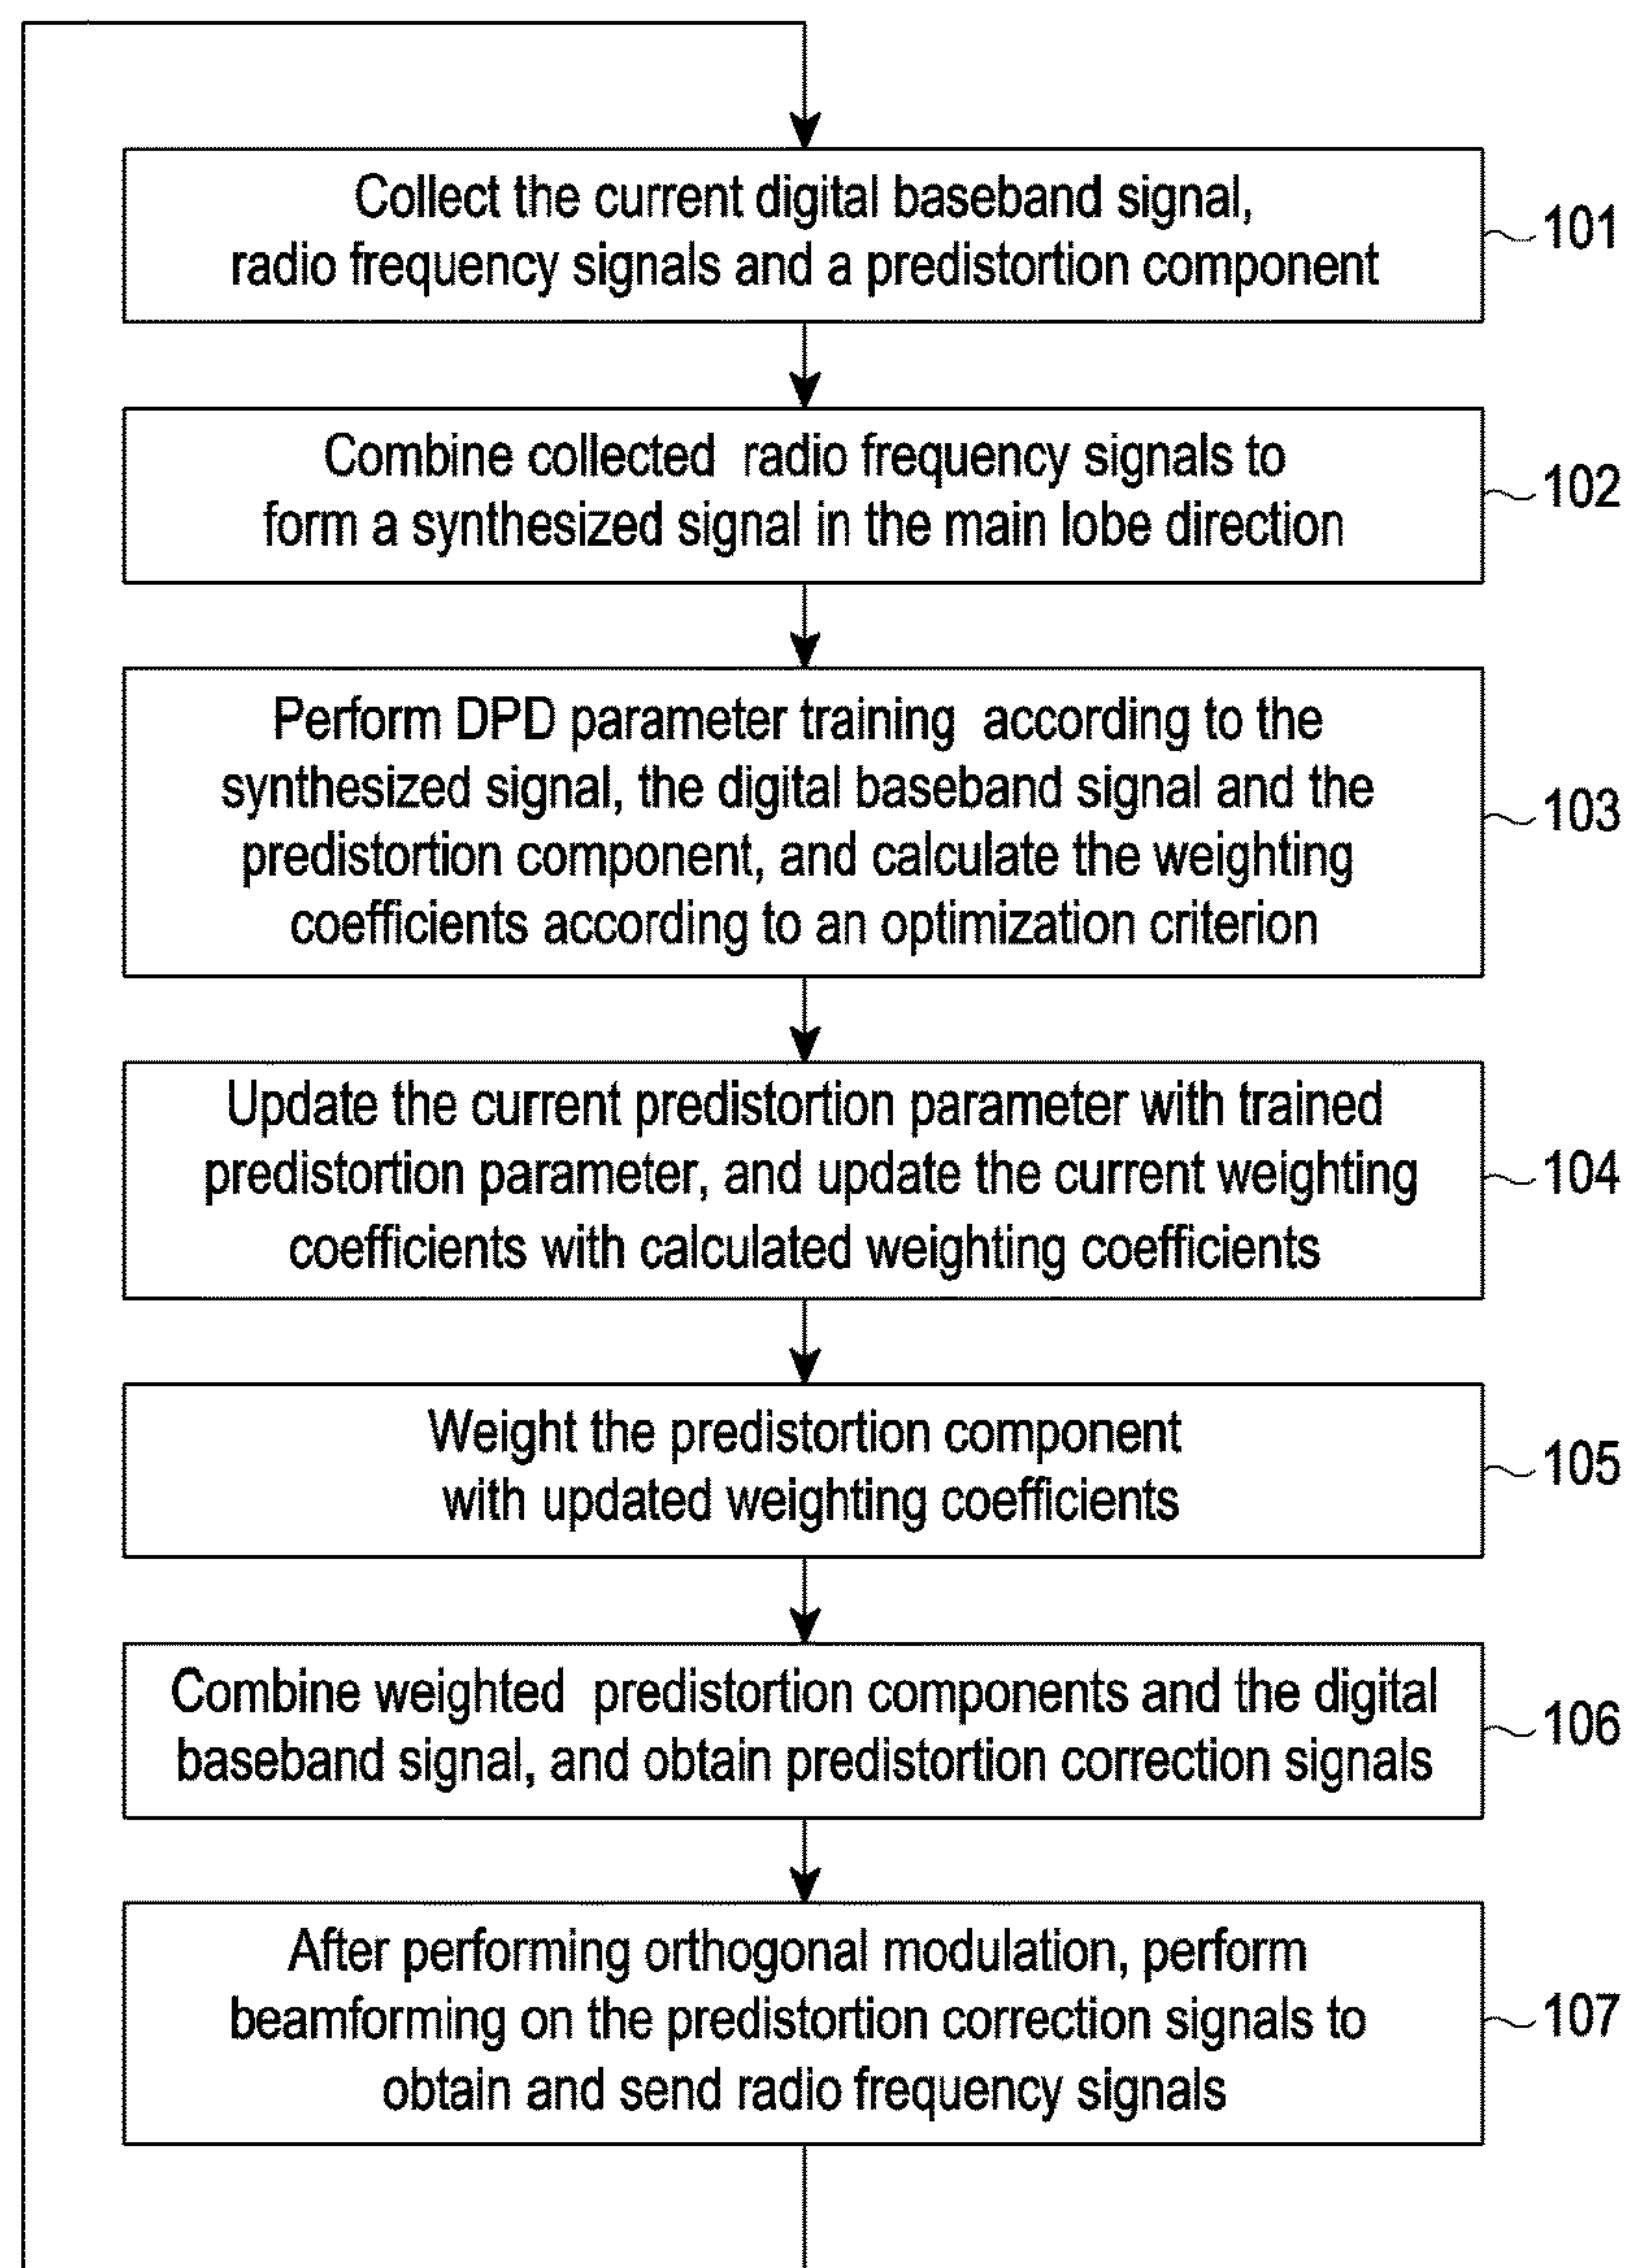 Collect the current digital baseband signal,
radio frequency signals and a predistortion component
101
Combine collected radio frequency signals to
form a synthesized signal in the main lobe direction
102
Perform DPD parameter training according to the
synthesized signal, the digital baseband signal and the
predistortion component, and calculate the weighting
coefficients according to an optimization criterion
103
Update the current predistortion parameter with trained
predistortion parameter, and update the current weighting
coefficients with calculated weighting coefficients
104
Weight the predistortion component
with updated weighting coefficients
105
Combine weighted predistortion components and the digital
baseband signal, and obtain predistortion correction signals
106
After performing orthogonal modulation, perform
beamforming on the predistortion correction signals to
obtain and send radio frequency signals
107